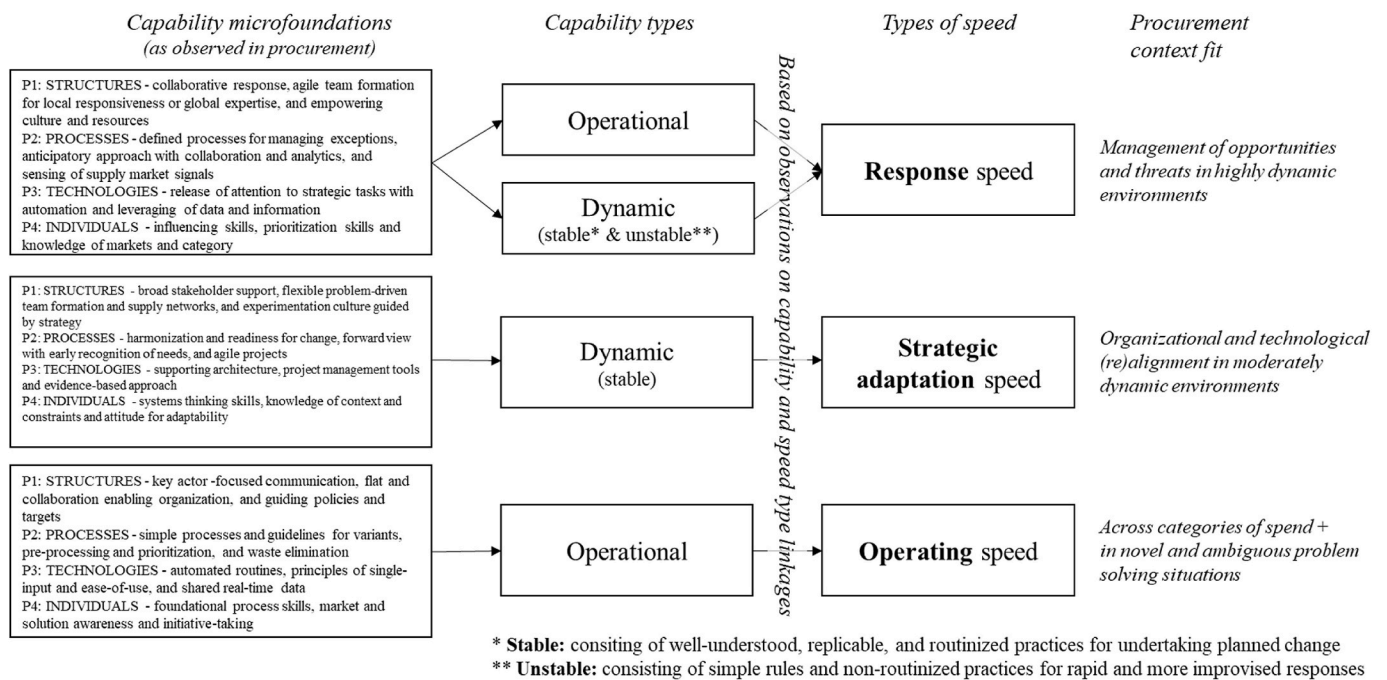 Capability microfoundations
(as observed in procurement)
Capability types
Types of speed
Procurement
context fit
P1: STRUCTURES - collaborative response, agile team formation
for local responsiveness or global expertise, and empowering
culture and resources
P2: PROCESSES - defined processes for managing exceptions,
anticipatory approach with collaboration and analytics, and
sensing of supply market signals
P3: TECHNOLOGIES - release of attention to strategic tasks with
automation and leveraging of data and information
P4: INDIVIDUALS - influencing skills, prioritization skills and
knowledge of markets and category
Operational
Dynamic
(stable* & unstable**)
Based on observations on capability and speed type linkages
Response speed
Management of opportunities
and threats in highly dynamic
environments
P1: STRUCTURES - broad stakeholder support, flexible problem-driven
team formation and supply networks, and experimentation culture guided
by strategy
P2: PROCESSES - harmonization and readiness for change, forward view
with early recognition of needs, and agile projects
P3: TECHNOLOGIES - supporting architecture, project management tools
and evidence-based approach
P4: INDIVIDUALS - systems thinking skills, knowledge of context and
constraints and attitude for adaptability
Dynamic
(stable)
Strategic
adaptation speed
Organizational and technological
(re)alignment in moderately
dynamic environments
P1: STRUCTURES - key actor -focused communication, flat and
collaboration enabling organization, and guiding policies and
targets
P2: PROCESSES - simple processes and guidelines for variants,
pre-processing and prioritization, and waste elimination
P3: TECHNOLOGIES - automated routines, principles of single-
input and ease-of-use, and shared real-time data
P4: INDIVIDUALS - foundational process skills, market and
solution awareness and initiative-taking
Operational
Operating speed
Across categories of spend +
in novel and ambiguous problem
solving situations
* Stable: consiting of well-understood, replicable, and routinized practices for undertaking planned change
** Unstable: consisting of simple rules and non-routinized practices for rapid and more improvised responses